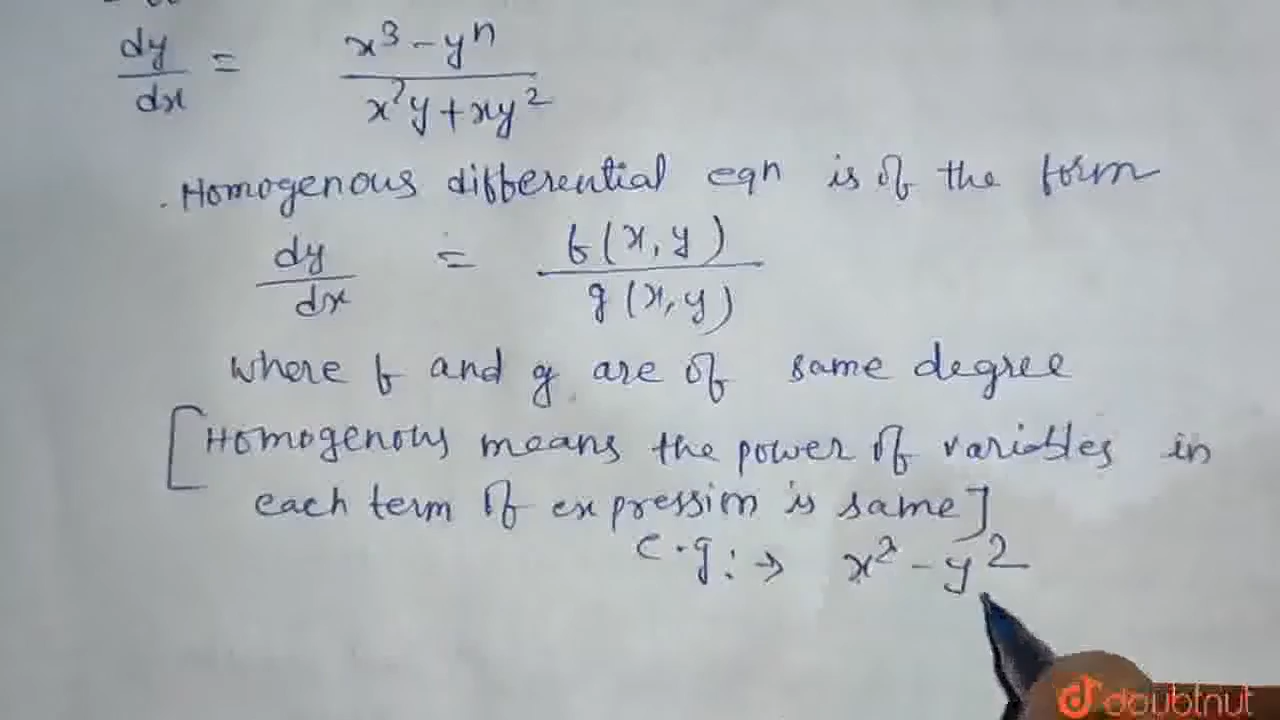 dy/dx = x³ - yⁿ / x²y + xy²
. Homogenous differential eqn is of the form
dy/dx = f(x, y) / g(x, y)
where f and g are of same degree
[Homogenous means the power of variables in
each term of expression is same]
e.g: → x² - y²
doubtnut